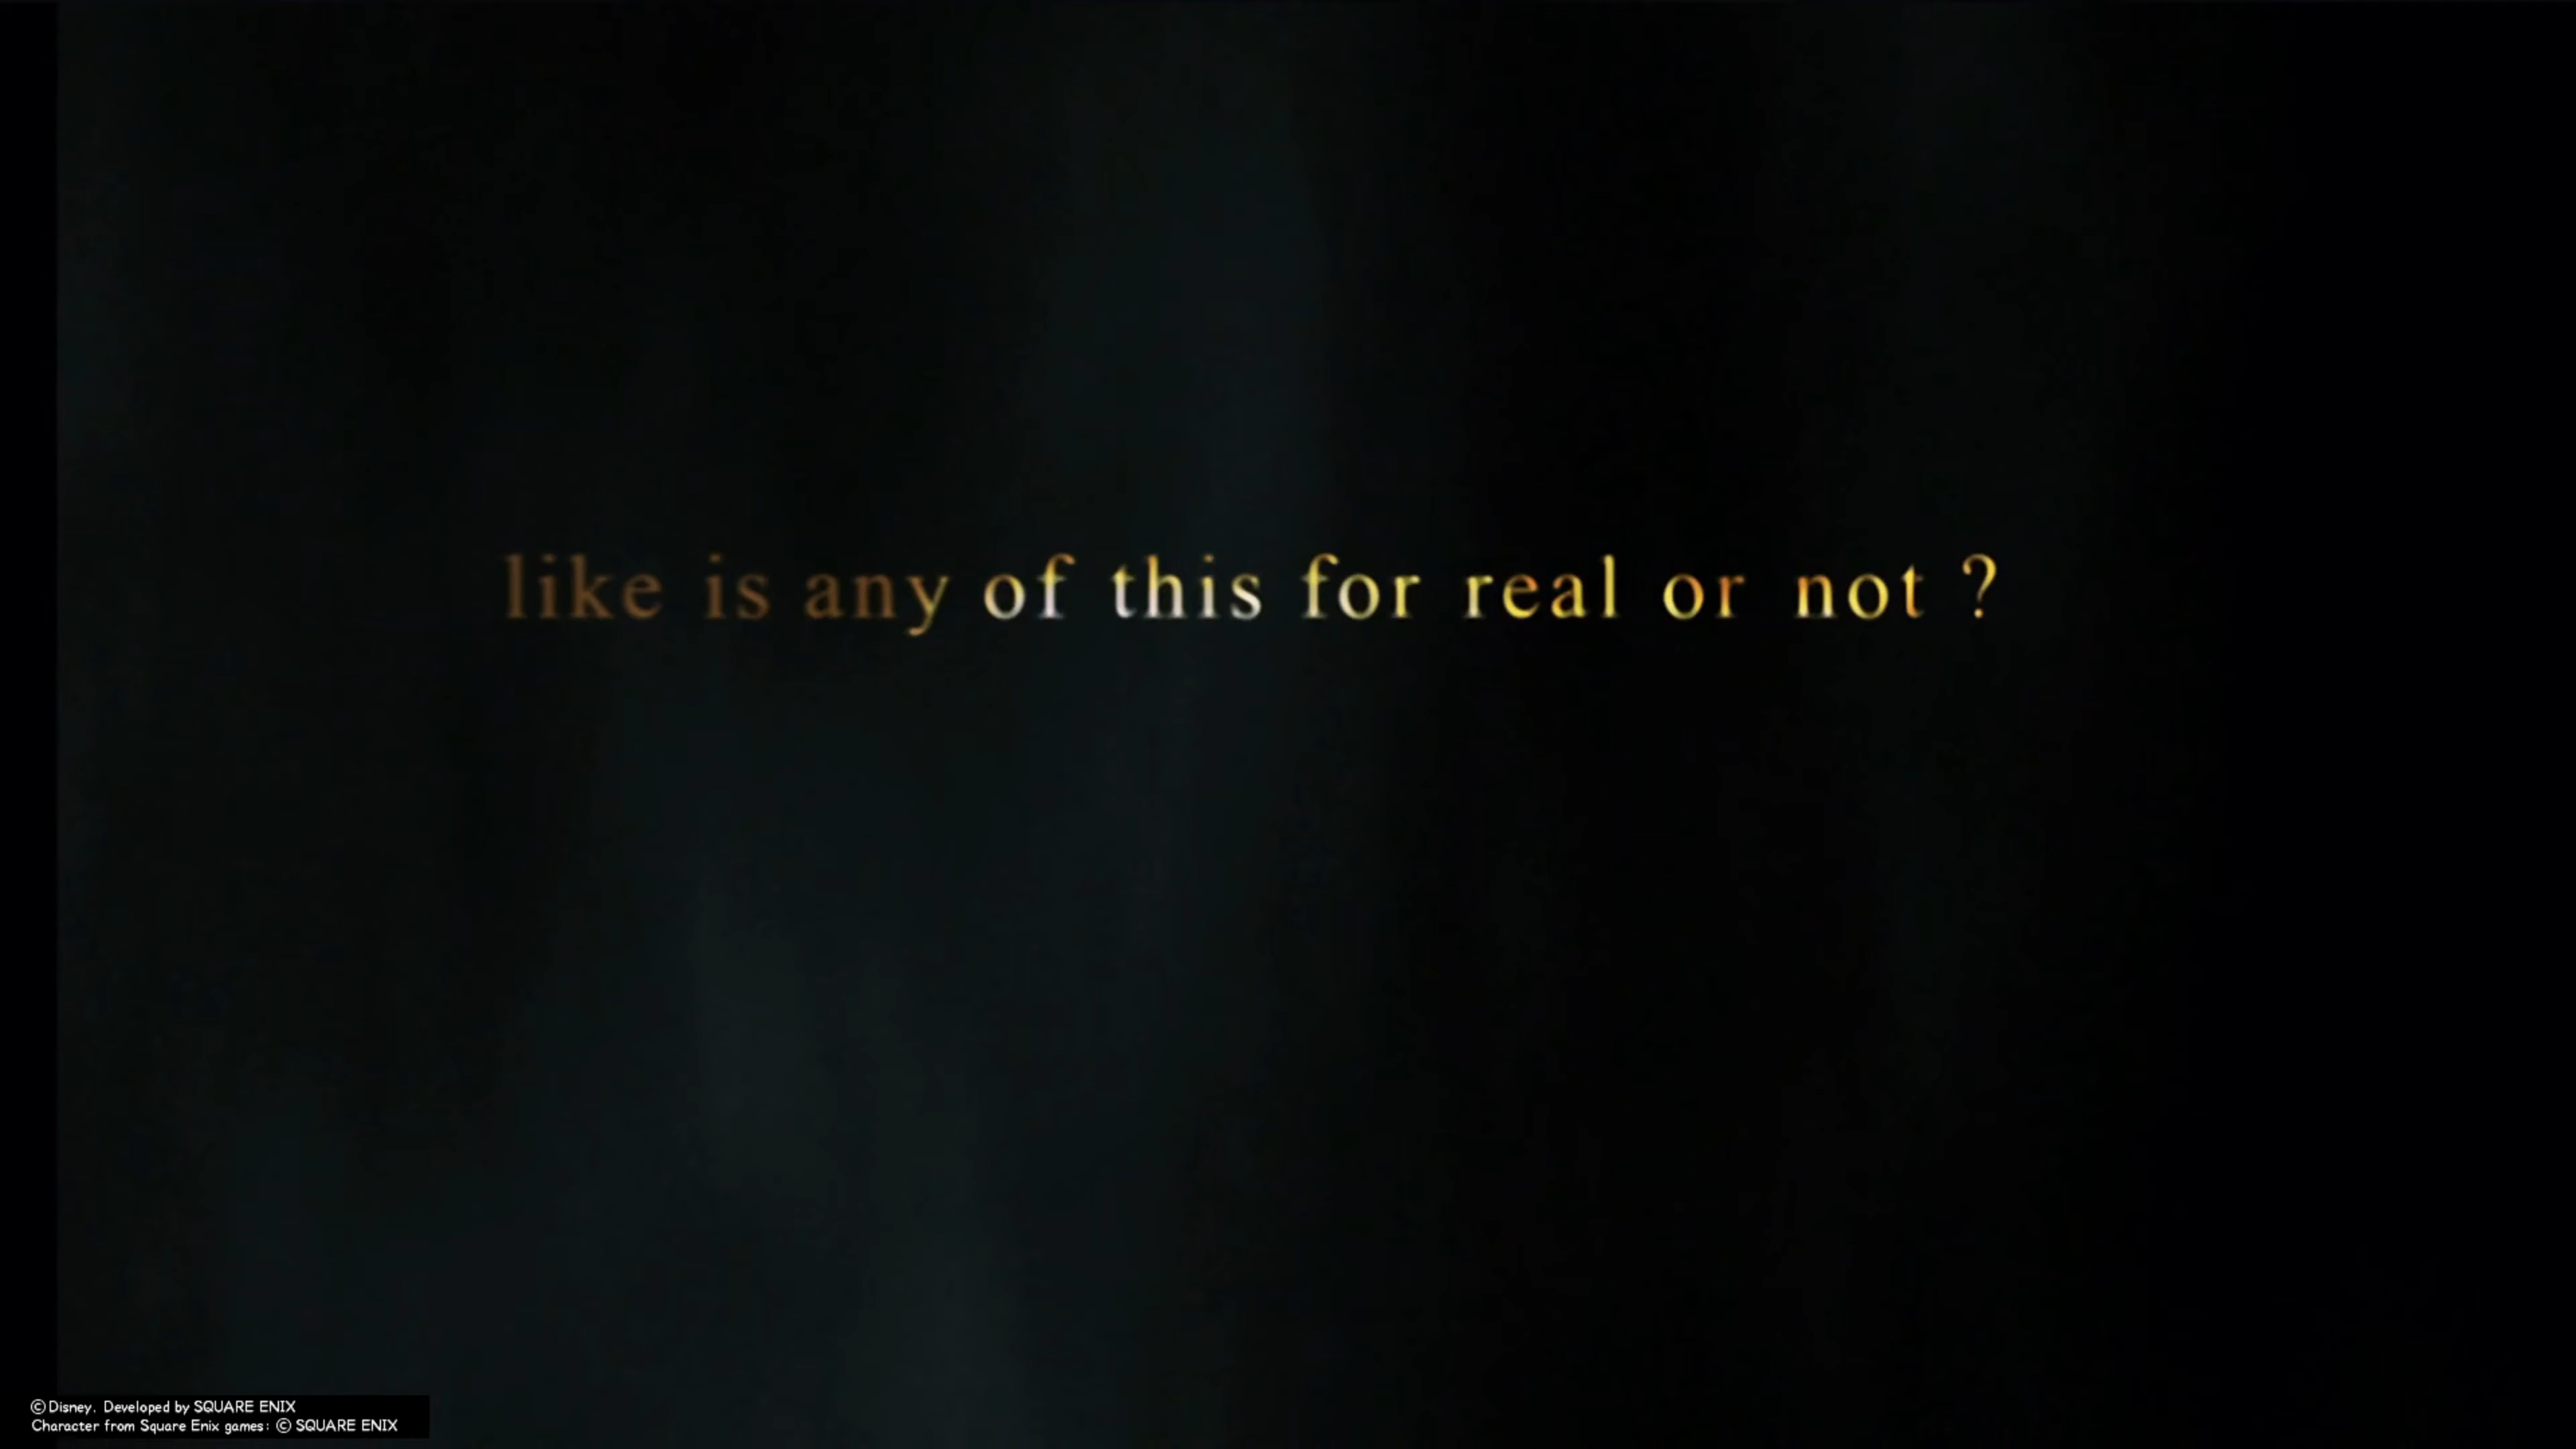 like is any of this for real or not ?
©Disney. Developed by SQUARE ENIX
Character from Square Enix games: © SQUARE ENIX